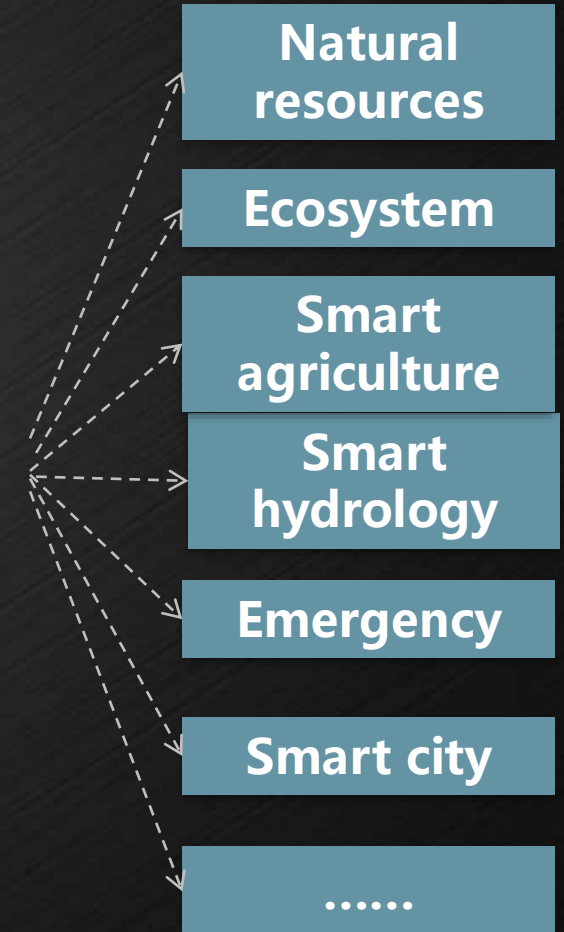 Natural
resources
Ecosystem
Smart
agriculture
Smart
hydrology
Emergency
Smart city
......